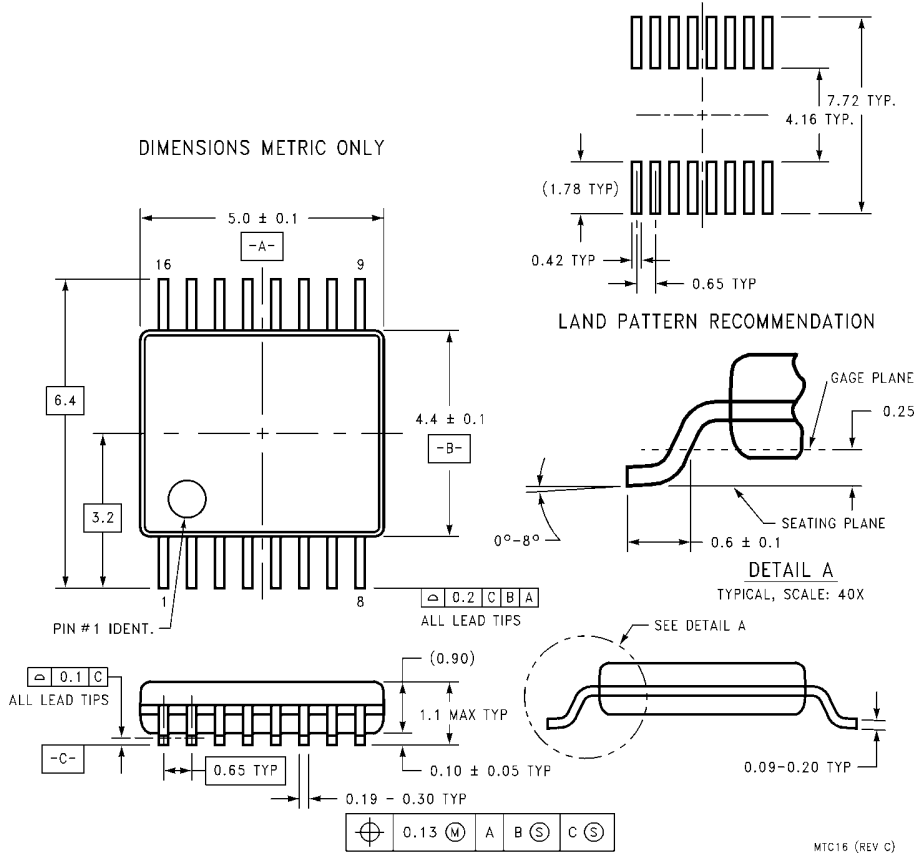 7.72 TYP.
4.16 TYP.
DIMENSIONS METRIC ONLY
(1.78 TYP)
5.0 ± 0.1
-A-
0.42 TYP
0.65 TYP
16
9
LAND PATTERN RECOMMENDATION
GAGE PLANE
0.25
6.4
4.4 ± 0.1
-B-
3.2
SEATING PLANE
0°-8°
0.6 ± 0.1
DETAIL A
TYPICAL, SCALE: 40X
1
8
⌓ 0.2 C B A
ALL LEAD TIPS
PIN #1 IDENT.
SEE DETAIL A
(0.90)
⌓ 0.1 C
ALL LEAD TIPS
1.1 MAX TYP
-C-
0.65 TYP
0.10 ± 0.05 TYP
0.09-0.20 TYP
0.19 - 0.30 TYP
⌖ 0.13 Ⓜ A B Ⓢ C Ⓢ
MTC16 (REV C)